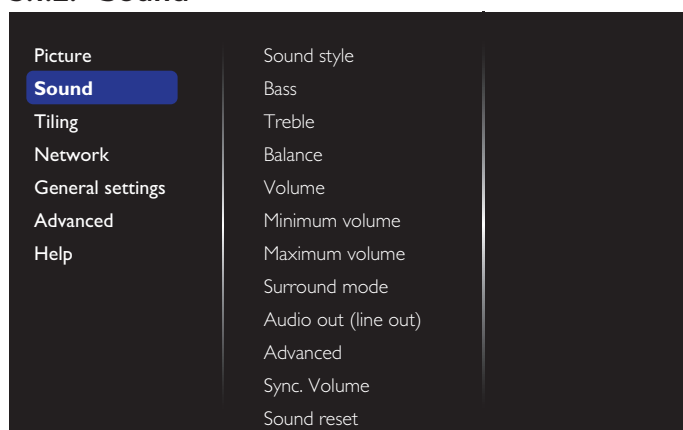 Picture
Sound
Tiling
Network
General settings
Advanced
Help
Sound style
Bass
Treble
Balance
Volume
Minimum volume
Maximum volume
Surround mode
Audio out (line out)
Advanced
Sync. Volume
Sound reset